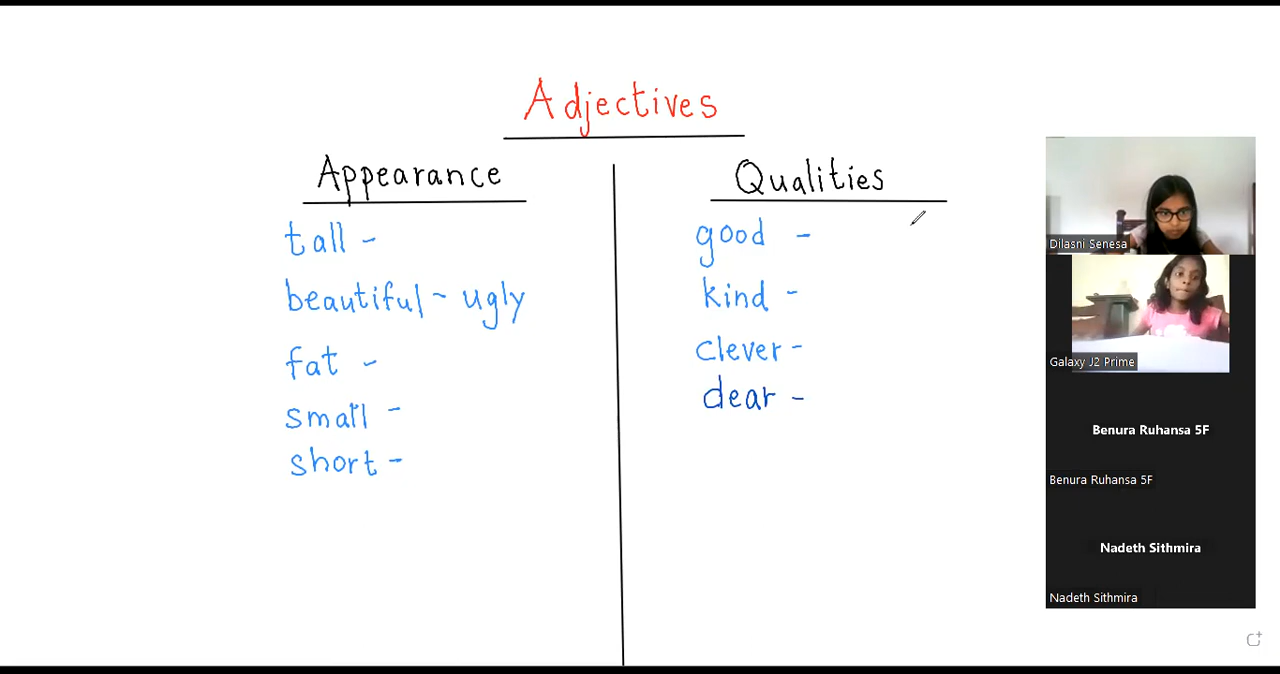 Adjectives
Appearance
tall -
beautiful - ugly
fat -
small -
short -
Qualities
good -
kind -
clever -
dear -
Dilasni Senesa
Galaxy J2 Prime
Benura Ruhansa 5F
Benura Ruhansa 5F
Nadeth Sithmira
Nadeth Sithmira